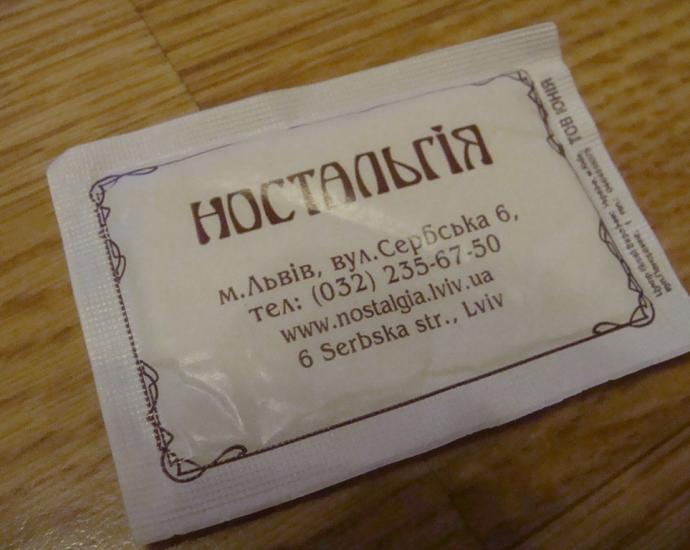 НОСТАЛЬГІЯ
м.Львів, вул.Сербська 6,
тел: (032) 235-67-50
www.nostalgia.lviv.ua
6 Serbska str., Lviv
ТОВ ЮНІЯ